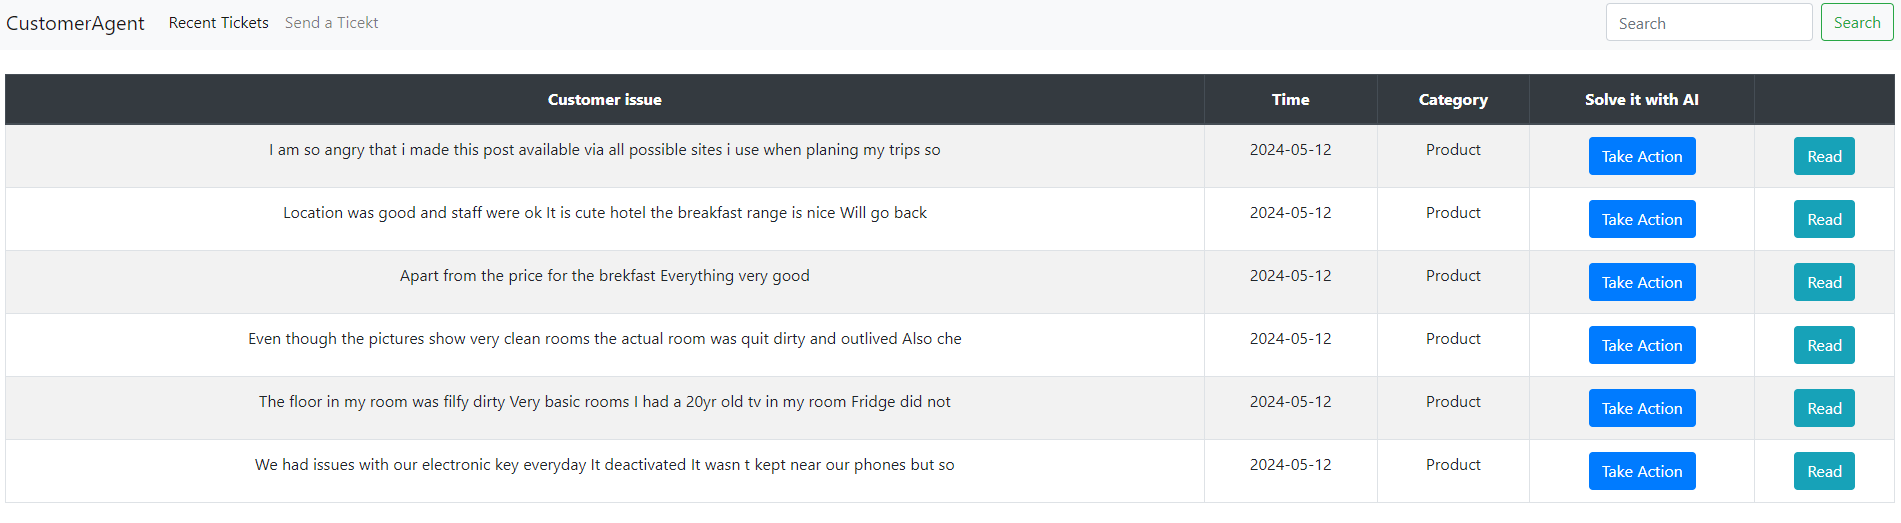 CustomerAgent Recent Tickets Send a Ticekt Search Search
Customer issue Time Category Solve it with AI
I am so angry that i made this post available via all possible sites i use when planing my trips so 2024-05-12 Product Take Action Read
Location was good and staff were ok It is cute hotel the breakfast range is nice Will go back 2024-05-12 Product Take Action Read
Apart from the price for the brekfast Everything very good 2024-05-12 Product Take Action Read
Even though the pictures show very clean rooms the actual room was quit dirty and outlived Also che 2024-05-12 Product Take Action Read
The floor in my room was filfy dirty Very basic rooms I had a 20yr old tv in my room Fridge did not 2024-05-12 Product Take Action Read
We had issues with our electronic key everyday It deactivated It wasn t kept near our phones but so 2024-05-12 Product Take Action Read